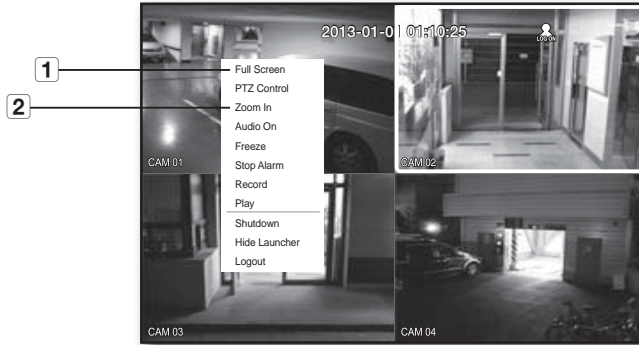 2013-01-01 01:10:25
LOG ON
1
Full Screen
PTZ Control
2
Zoom In
Audio On
Freeze
Stop Alarm
Record
Play
Shutdown
Hide Launcher
Logout
CAM 01
CAM 02
CAM 03
CAM 04